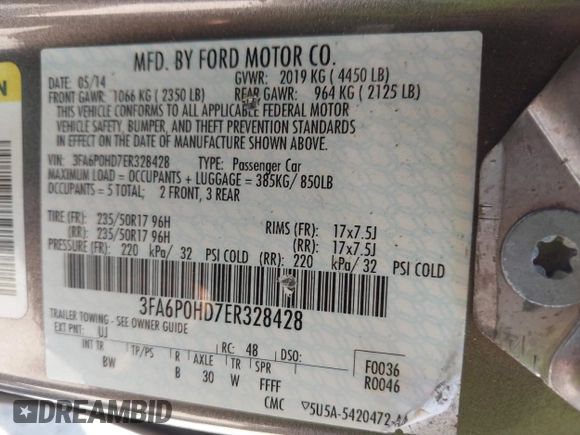 MFD. BY FORD MOTOR CO.
DATE: 05/14 GVWR: 2019 KG ( 4450 LB)
FRONT GAWR: 1066 KG ( 2350 LB) REAR GAWR: 964 KG ( 2125 LB)
THIS VEHICLE CONFORMS TO ALL APPLICABLE FEDERAL MOTOR
VEHICLE SAFETY, BUMPER, AND THEFT PREVENTION STANDARDS
IN EFFECT ON THE DATE OF MANUFACTURE SHOWN ABOVE.
VIN: 3FA6P0HD7ER328428 TYPE: Passenger Car
MAXIMUM LOAD = OCCUPANTS + LUGGAGE = 385KG/ 850LB
OCCUPANTS = 5 TOTAL: 2 FRONT, 3 REAR
TIRE (FR): 235/50R17 96H RIMS (FR): 17x7.5J
(RR): 235/50R17 96H (RR): 17x7.5J
PRESSURE (FR): 220 kPa/ 32 PSI COLD (RR): 220 kPa/ 32 PSI COLD
3FA6P0HD7ER328428
TRAILER TOWING - SEE OWNER GUIDE
EXT PNT: UJ RC: 48 DSO: F0036
INT TR TP/PS R AXLE TR SPR R0046
BW B 30 W FFFF
CMC 5U5A-5420472-
© AutoBidMaster